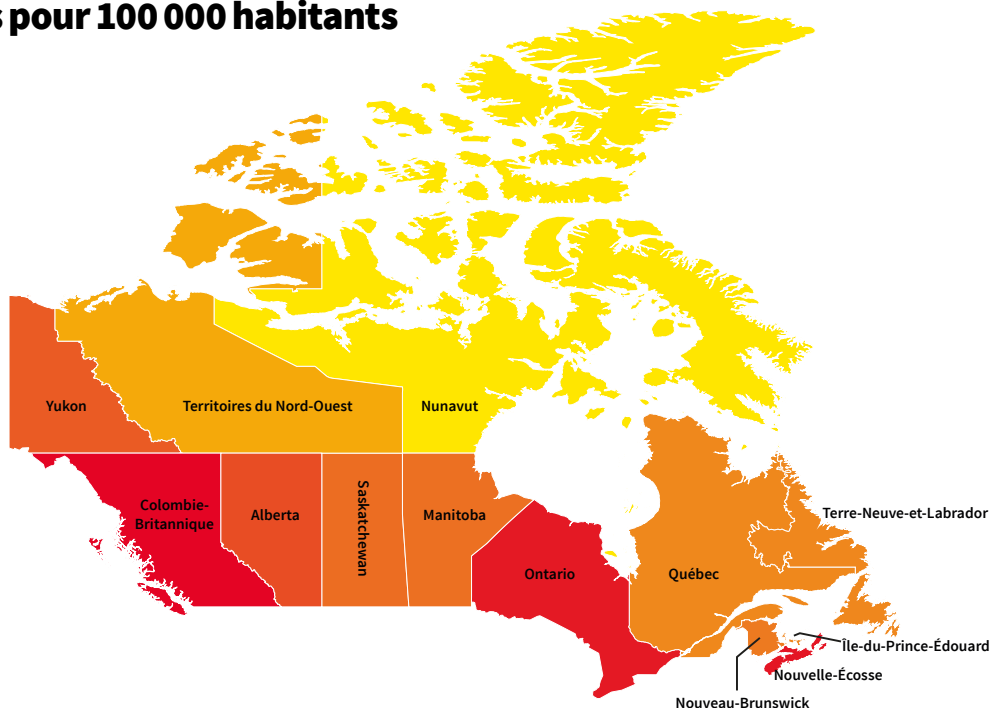 pour 100 000 habitants
Yukon
Territoires du Nord-Ouest
Nunavut
Colombie-
Britannique
Alberta
Saskatchewan
Manitoba
Ontario
Québec
Terre-Neuve-et-Labrador
Île-du-Prince-Édouard
Nouvelle-Écosse
Nouveau-Brunswick